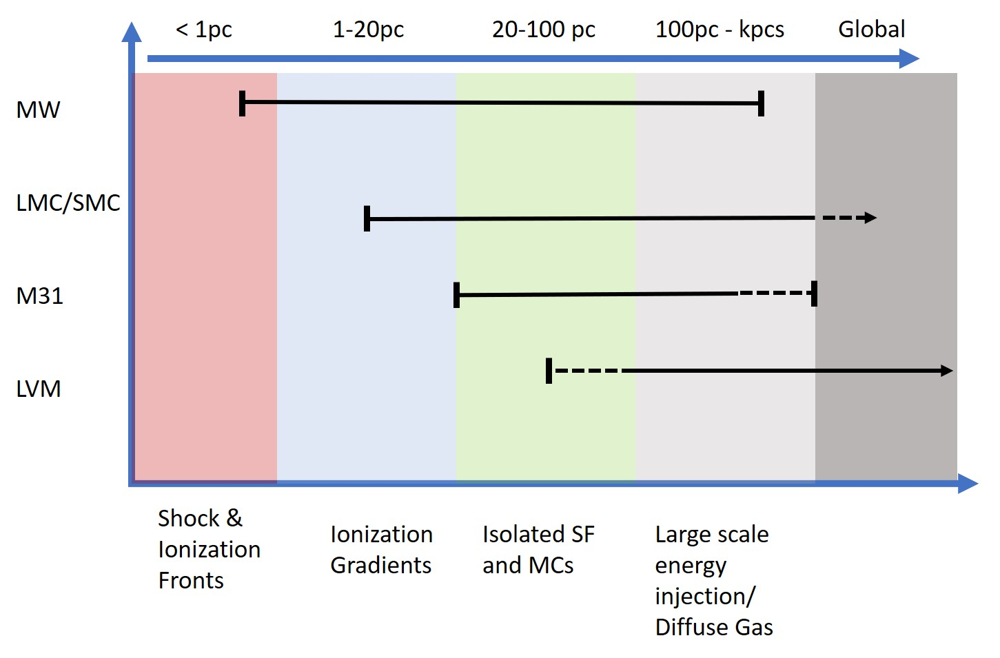 < 1pc
1-20pc
20-100 pc
100pc - kpcs
Global
MW
LMC/SMC
M31
LVM
Shock &
Ionization
Fronts
Ionization
Gradients
Isolated SF
and MCs
Large scale
energy
injection/
Diffuse Gas